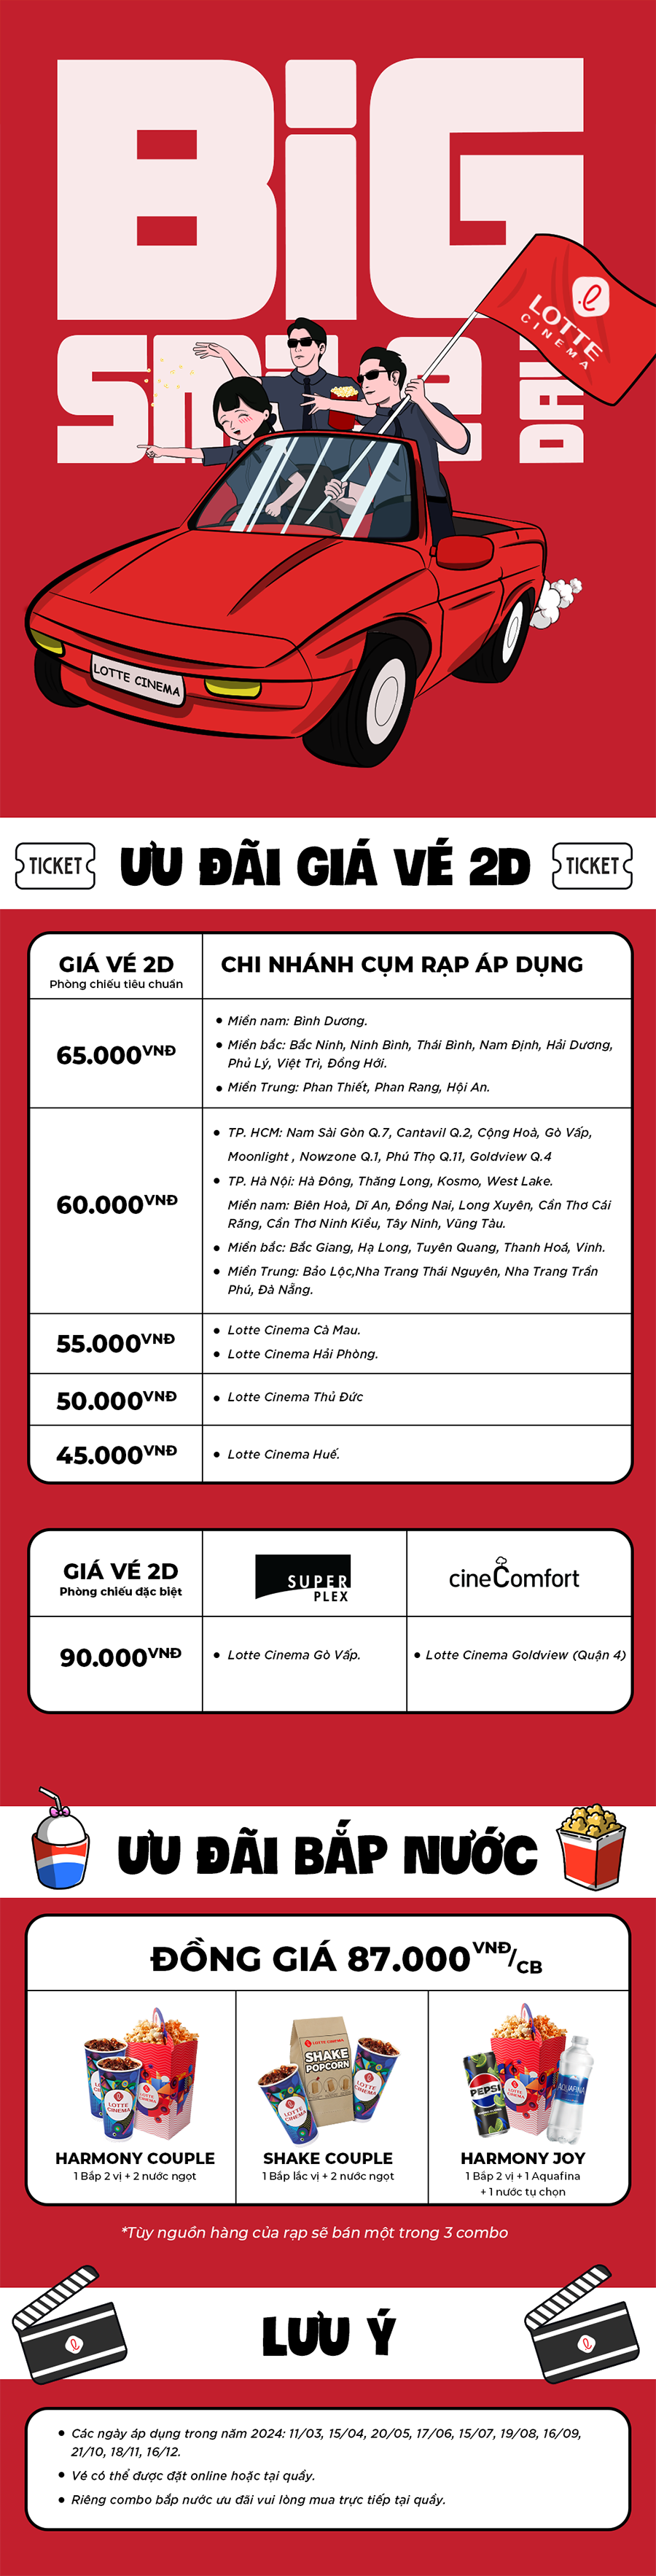 BiG
SMiLE
DAY
LOTTE
CINEMA
LOTTE CINEMA
TICKET
ƯU ĐÃI GIÁ VÉ 2D
TICKET
GIÁ VÉ 2D
Phòng chiếu tiêu chuẩn
CHI NHÁNH CỤM RẠP ÁP DỤNG
65.000VNĐ
• Miền nam: Bình Dương.
• Miền bắc: Bắc Ninh, Ninh Bình, Thái Bình, Nam Định, Hải Dương,
Phủ Lý, Việt Trì, Đồng Hới.
• Miền Trung: Phan Thiết, Phan Rang, Hội An.
60.000VNĐ
• TP. HCM: Nam Sài Gòn Q.7, Cantavil Q.2, Cộng Hoà, Gò Vấp,
Moonlight , Nowzone Q.1, Phú Thọ Q.11, Goldview Q.4
• TP. Hà Nội: Hà Đông, Thăng Long, Kosmo, West Lake.
Miền nam: Biên Hoà, Dĩ An, Đồng Nai, Long Xuyên, Cần Thơ Cái
Răng, Cần Thơ Ninh Kiều, Tây Ninh, Vũng Tàu.
• Miền bắc: Bắc Giang, Hạ Long, Tuyên Quang, Thanh Hoá, Vinh.
• Miền Trung: Bảo Lộc,Nha Trang Thái Nguyên, Nha Trang Trần
Phú, Đà Nẵng.
55.000VNĐ
• Lotte Cinema Cà Mau.
• Lotte Cinema Hải Phòng.
50.000VNĐ
• Lotte Cinema Thủ Đức
45.000VNĐ
• Lotte Cinema Huế.
GIÁ VÉ 2D
Phòng chiếu đặc biệt
SUPER
PLEX
cineComfort
90.000VNĐ
• Lotte Cinema Gò Vấp.
• Lotte Cinema Goldview (Quận 4)
ƯU ĐÃI BẮP NƯỚC
ĐỒNG GIÁ 87.000VNĐ/CB
LOTTE CINEMA
SHAKE
POPCORN
LOTTE
CINEMA
LOTTE
CINEMA
LOTTE
CINEMA
PEPSI
AQUAFINA
HARMONY COUPLE
1 Bắp 2 vị + 2 nước ngọt
SHAKE COUPLE
1 Bắp lắc vị + 2 nước ngọt
HARMONY JOY
1 Bắp 2 vị + 1 Aquafina
+ 1 nước tụ chọn
*Tùy nguồn hàng của rạp sẽ bán một trong 3 combo
LƯU Ý
• Các ngày áp dụng trong năm 2024: 11/03, 15/04, 20/05, 17/06, 15/07, 19/08, 16/09,
21/10, 18/11, 16/12.
• Vé có thể được đặt online hoặc tại quầy.
• Riêng combo bắp nước ưu đãi vui lòng mua trực tiếp tại quầy.